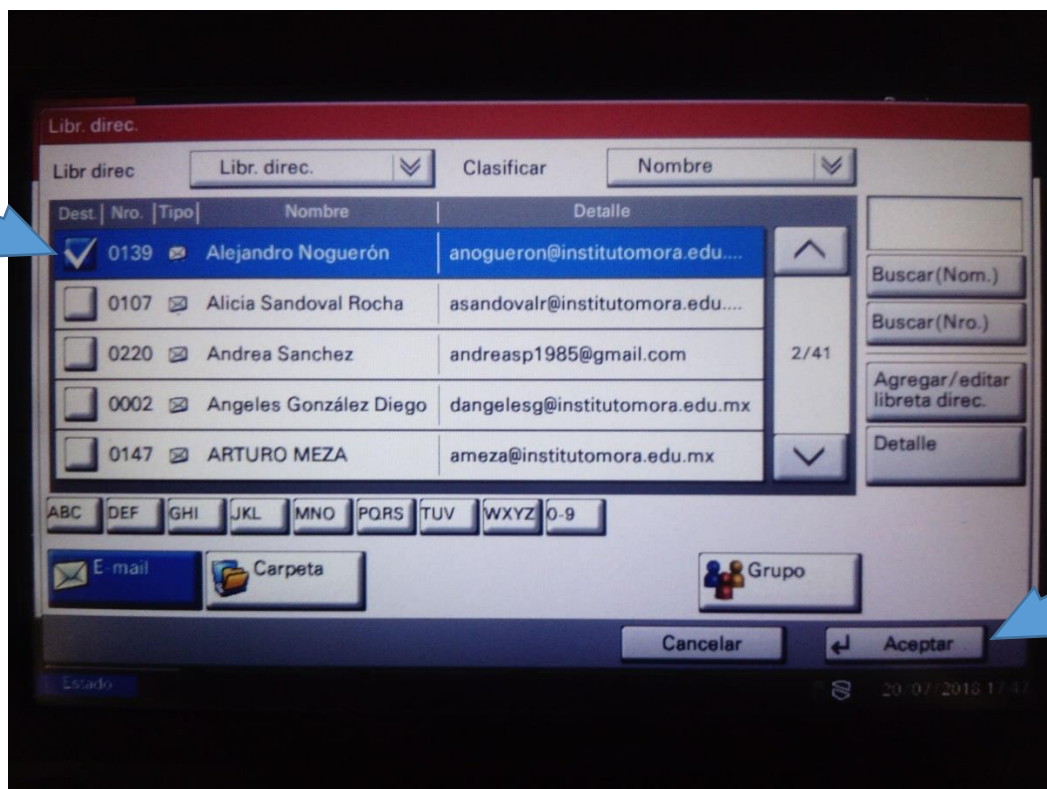 Libr. direc.
Libr direc Libr. direc. Clasificar Nombre
Dest. Nro. Tipo Nombre Detalle
0139 Alejandro Noguerón anogueron@institutomora.edu....
0107 Alicia Sandoval Rocha asandovalr@institutomora.edu....
0220 Andrea Sanchez andreasp1985@gmail.com
0002 Angeles González Diego dangelesg@institutomora.edu.mx
0147 ARTURO MEZA ameza@institutomora.edu.mx
2/41
Buscar(Nom.)
Buscar(Nro.)
Agregar/editar
libreta direc.
Detalle
ABC DEF GHI JKL MNO PQRS TUV WXYZ 0-9
E-mail Carpeta Grupo
Cancelar Aceptar
Estado 20/07/2018 17:47